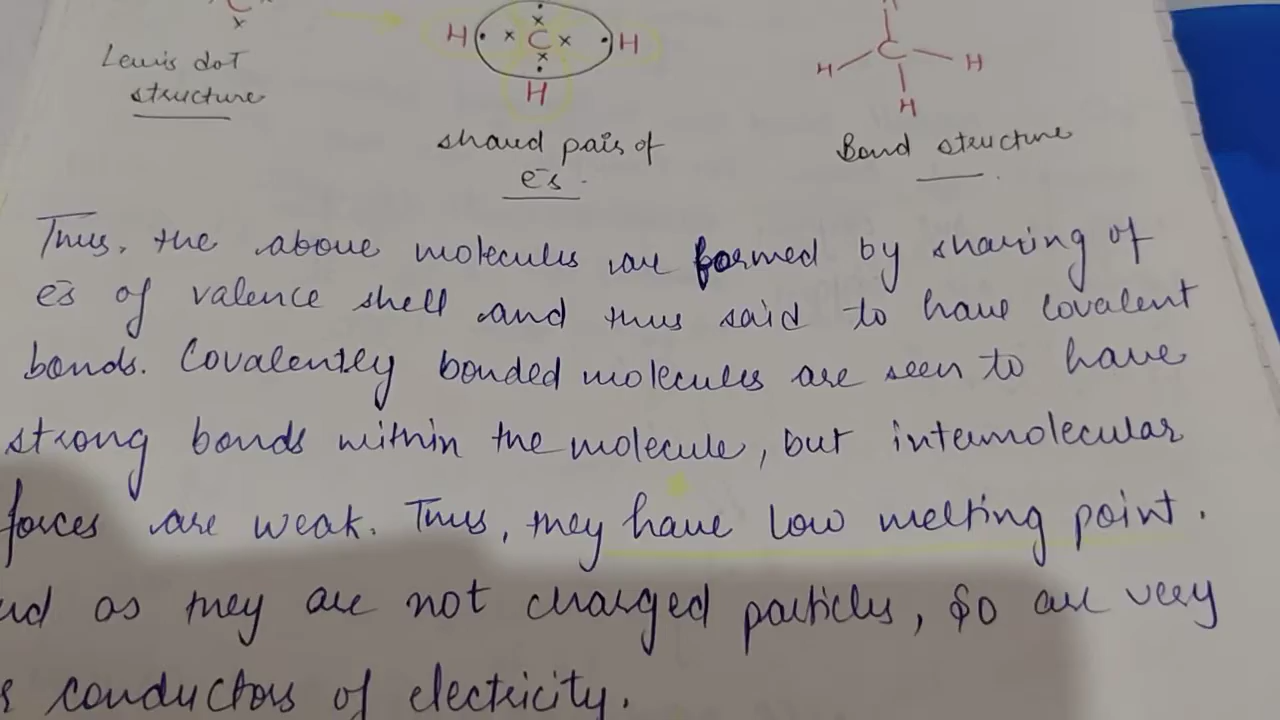 C
Lewis dot
structure
H C H
H
shared pais of
e⁻s.
C
H H
H
Bond structure
Thus, the above molecules are formed by sharing of
e⁻s of valence shell and thus said to have covalent
bonds. Covalently bonded molecules are seen to have
strong bonds within the molecule, but intermolecular
forces are weak. Thus, they have low melting point.
as they are not charged particles, so are very
conductors of electricity.